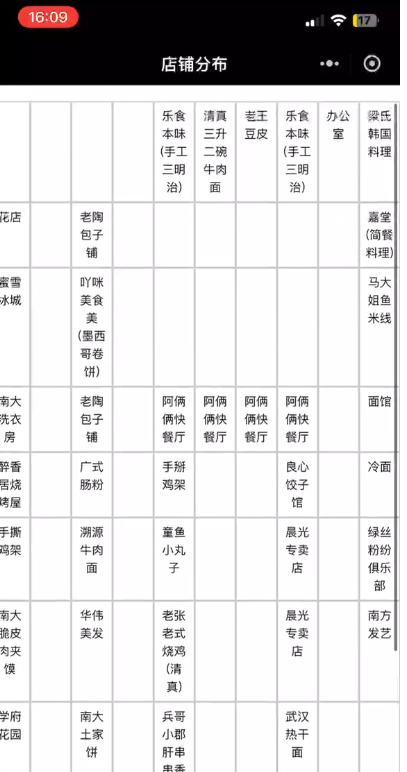 16:09
17
店铺分布
乐食
本味
(手工
三明
治)
清真
三升
二碗
牛肉
面
老王
豆皮
乐食
本味
(手工
三明
治)
办公
室
梁氏
韩国
料理
花店
老陶
包子
铺
嘉堂
(简餐
料理)
蜜雪
冰城
吖咪
美食
美
(墨西
哥卷
饼)
马大
姐鱼
米线
南大
洗衣
房
老陶
包子
铺
阿俩
俩快
餐厅
阿俩
俩快
餐厅
阿俩
俩快
餐厅
阿俩
俩快
餐厅
面馆
醉香
居烧
烤屋
广式
肠粉
手掰
鸡架
良心
饺子
馆
冷面
手撕
鸡架
溯源
牛肉
面
童鱼
小丸
子
晨光
专卖
店
绿丝
粉纷
俱乐
部
南大
脆皮
肉夹
馍
华伟
美发
老张
老式
烧鸡
（清
真）
晨光
专卖
店
南方
发艺
学府
花园
南大
土家
饼
兵哥
小郡
肝串
串香
武汉
热干
面